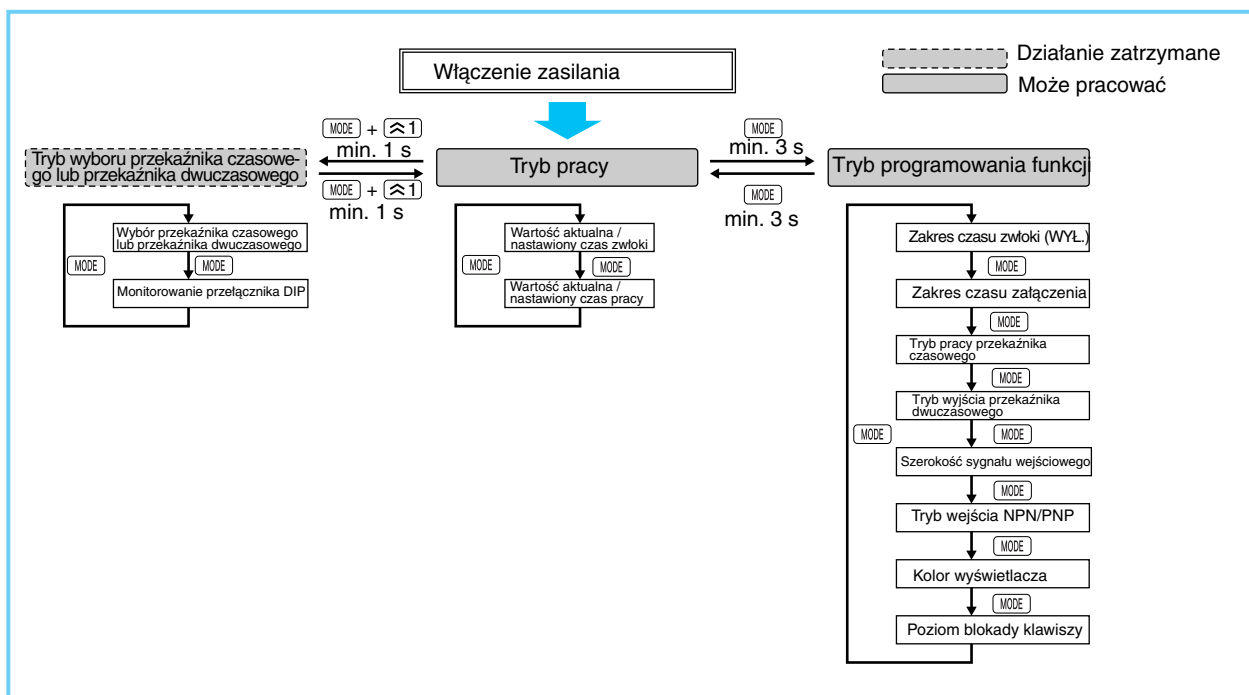 Włączenie zasilania
Działanie zatrzymane
Może pracować
MODE + ︽1
min. 1 s
MODE
min. 3 s
Tryb wyboru przekaźnika czasowe-
go lub przekaźnika dwuczasowego
Tryb pracy
Tryb programowania funkcji
MODE + ︽1
min. 1 s
MODE
min. 3 s
Wybór przekaźnika czasowego
lub przekaźnika dwuczasowego
MODE
MODE
Monitorowanie przełącznika DIP
Wartość aktualna /
nastawiony czas zwłoki
MODE
MODE
Wartość aktualna /
nastawiony czas pracy
Zakres czasu zwłoki (WYŁ.)
MODE
Zakres czasu załączenia
MODE
Tryb pracy przekaźnika
czasowego
MODE
Tryb wyjścia przekaźnika
dwuczasowego
MODE
MODE
Szerokość sygnału wejściowego
MODE
Tryb wejścia NPN/PNP
MODE
Kolor wyświetlacza
MODE
Poziom blokady klawiszy